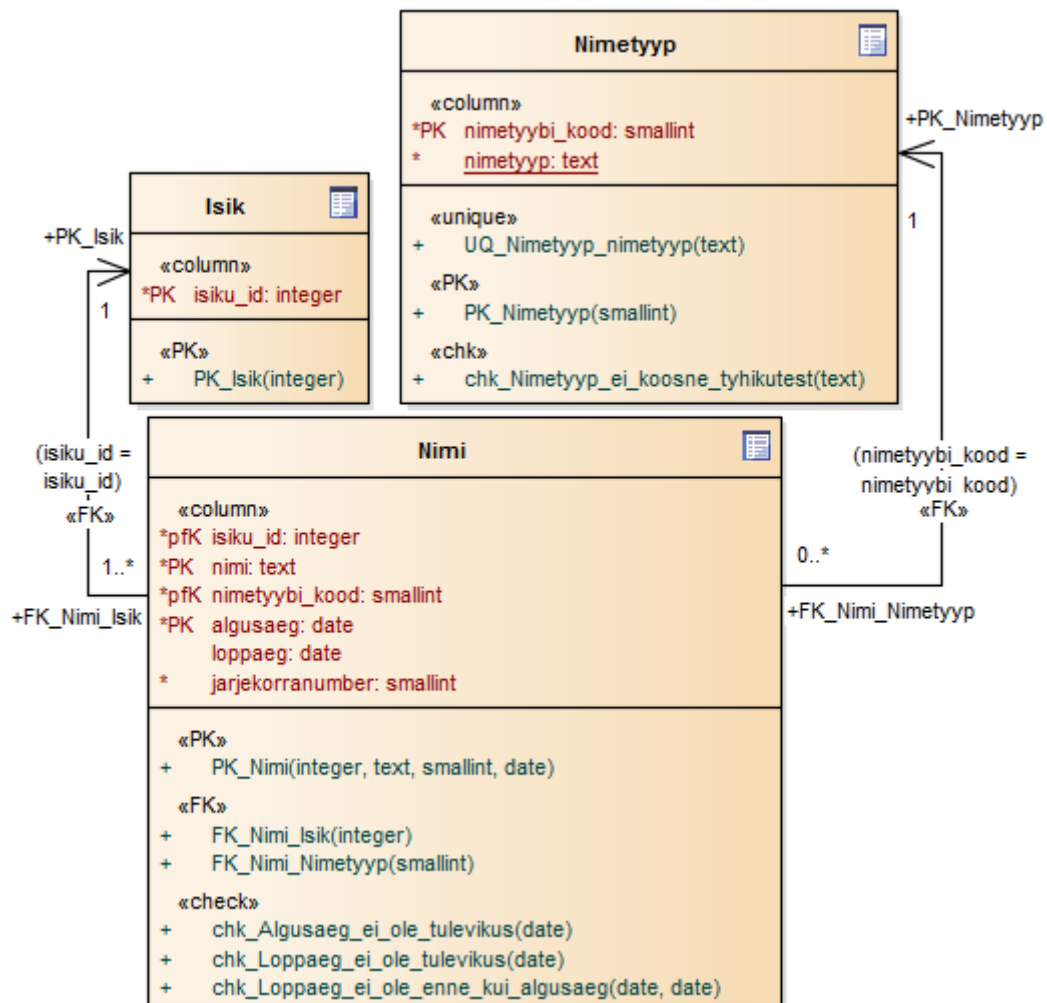 Nimetyyp
«column»
*PK nimetyybi_kood: smallint
* nimetyyp: text
«unique»
+ UQ_Nimetyyp_nimetyyp(text)
«PK»
+ PK_Nimetyyp(smallint)
«chk»
+ chk_Nimetyyp_ei_koosne_tyhikutest(text)
+PK_Nimetyyp
1
Isik
«column»
*PK isiku_id: integer
«PK»
+ PK_Isik(integer)
+PK_Isik
1
(isiku_id =
isiku_id)
«FK»
1..*
+FK_Nimi_Isik
(nimetyybi_kood =
nimetyybi_kood)
«FK»
0..*
+FK_Nimi_Nimetyyp
Nimi
«column»
*pfK isiku_id: integer
*PK nimi: text
*pfK nimetyybi_kood: smallint
*PK algusaeg: date
loppaeg: date
* jarjekorranumber: smallint
«PK»
+ PK_Nimi(integer, text, smallint, date)
«FK»
+ FK_Nimi_Isik(integer)
+ FK_Nimi_Nimetyyp(smallint)
«check»
+ chk_Algusaeg_ei_ole_tulevikus(date)
+ chk_Loppaeg_ei_ole_tulevikus(date)
+ chk_Loppaeg_ei_ole_enne_kui_algusaeg(date, date)